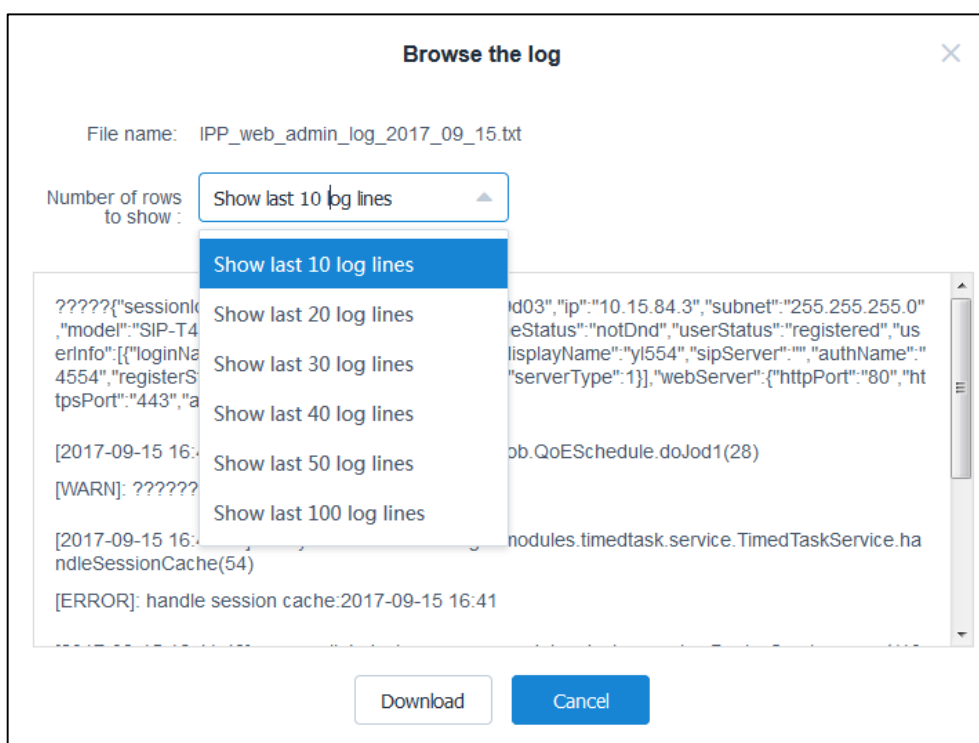 Browse the log
File name: IPP_web_admin_log_2017_09_15.txt
Number of rows
to show :
Show last 10 log lines
Show last 10 log lines
Show last 20 log lines
Show last 30 log lines
Show last 40 log lines
Show last 50 log lines
Show last 100 log lines
?????{"sessionId d03","ip":"10.15.84.3","subnet":"255.255.255.0"
,"model":"SIP-T4 eStatus":"notDnd","userStatus":"registered","us
erInfo":[{"loginNa displayName":"yl554","sipServer":"","authName":"
4554","registerS "serverType":1}],"webServer":{"httpPort":"80","ht
tpsPort":"443","a
[2017-09-15 16:4 ob.QoESchedule.doJod1(28)
[WARN]: ??????
[2017-09-15 16:4 modules.timedtask.service.TimedTaskService.ha
ndleSessionCache(54)
[ERROR]: handle session cache:2017-09-15 16:41
Download
Cancel